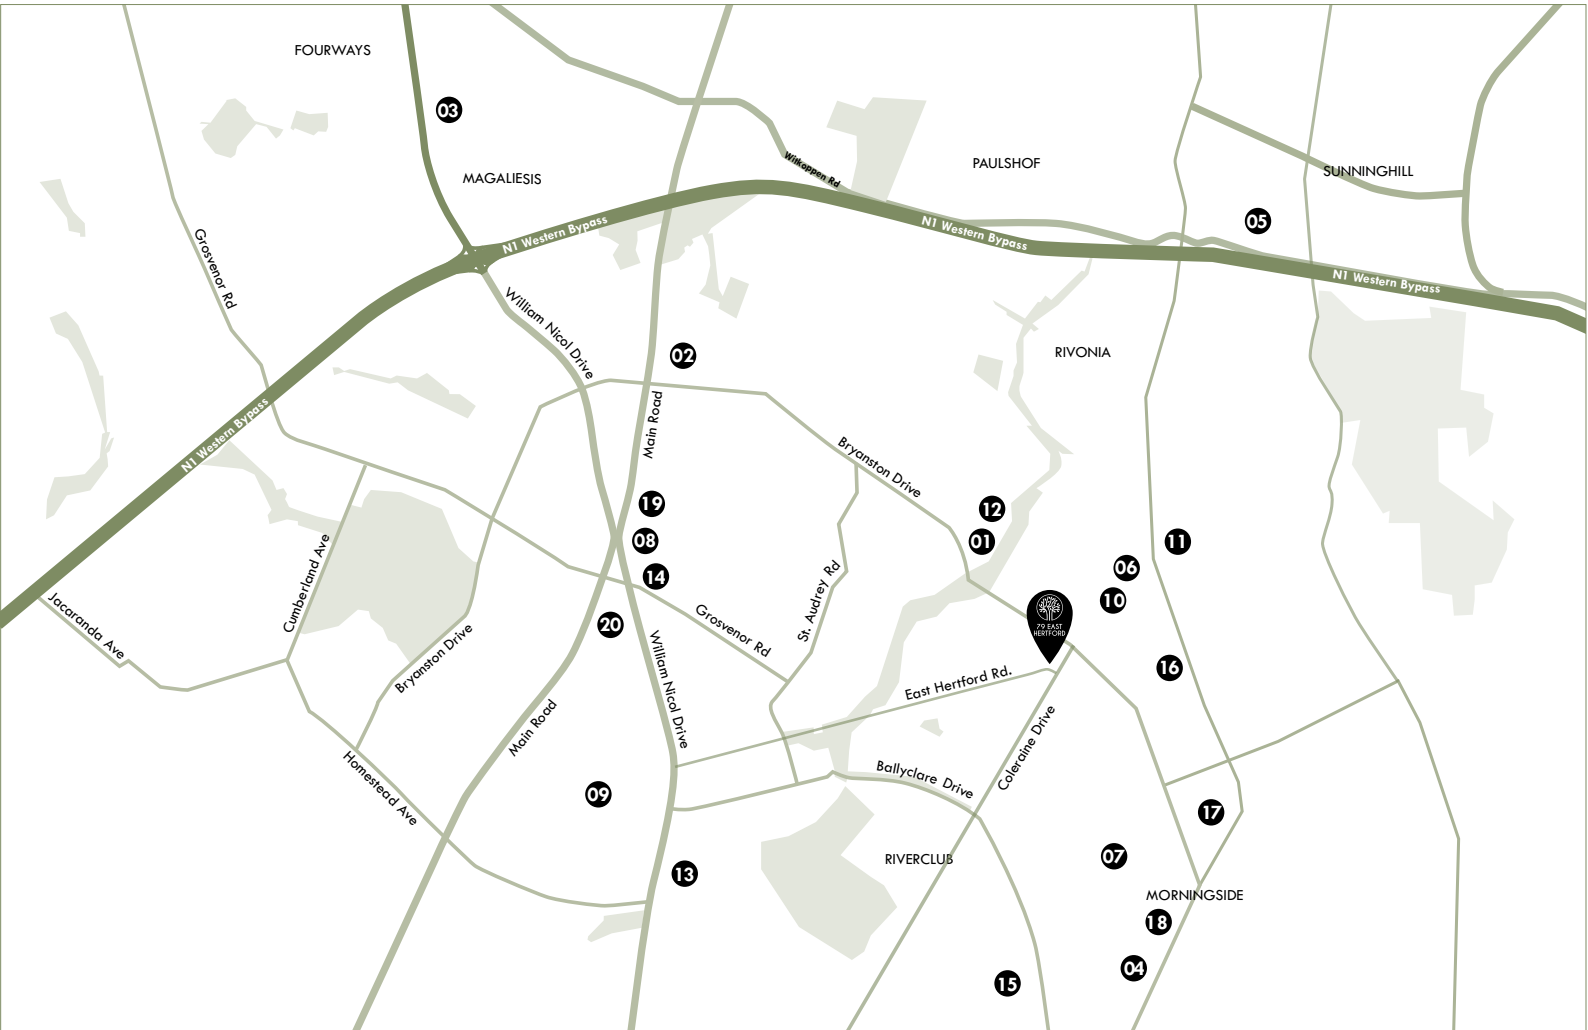 FOURWAYS
03
Witkoppen Rd
PAULSHOF
SUNNINGHILL
MAGALIESIS
05
N1 Western Bypass
N1 Western Bypass
N1 Western Bypass
Grosvenor Rd
William Nicol Drive
02
RIVONIA
Main Road
N1 Western Bypass
Bryanston Drive
19
12
08
01
11
14
06
Cumberland Ave
St. Audrey Rd
10
Jacaranda Ave
20
Grosvenor Rd
79 EAST
HERTFORD
Bryanston Drive
William Nicol Drive
16
East Hertford Rd.
Main Road
Coleraine Drive
Homestead Ave
Ballyclare Drive
09
17
07
RIVERCLUB
13
MORNINGSIDE
18
04
15